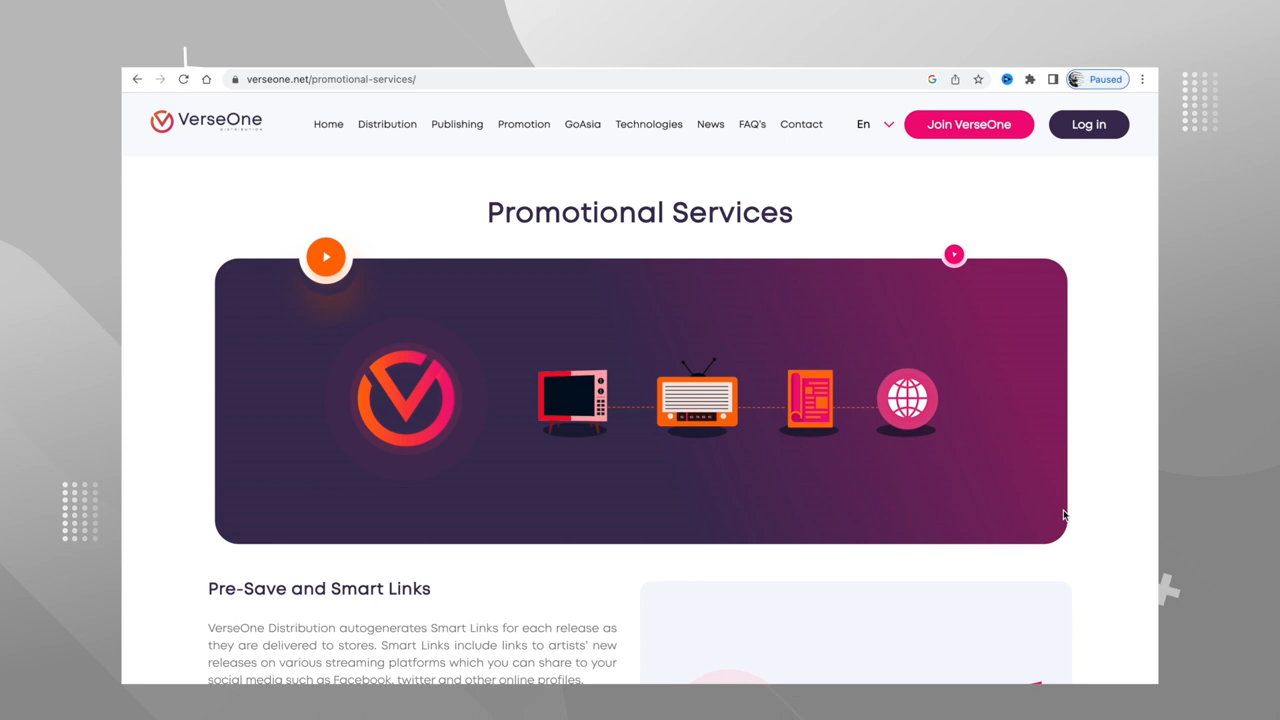 verseone.net/promotional-services/
Paused
VerseOne
DISTRIBUTION
Home Distribution Publishing Promotion GoAsia Technologies News FAQ's Contact En Join VerseOne Log in
Promotional Services
Pre-Save and Smart Links
VerseOne Distribution autogenerates Smart Links for each release as
they are delivered to stores. Smart Links include links to artists' new
releases on various streaming platforms which you can share to your
social media such as Facebook, twitter and other online profiles.